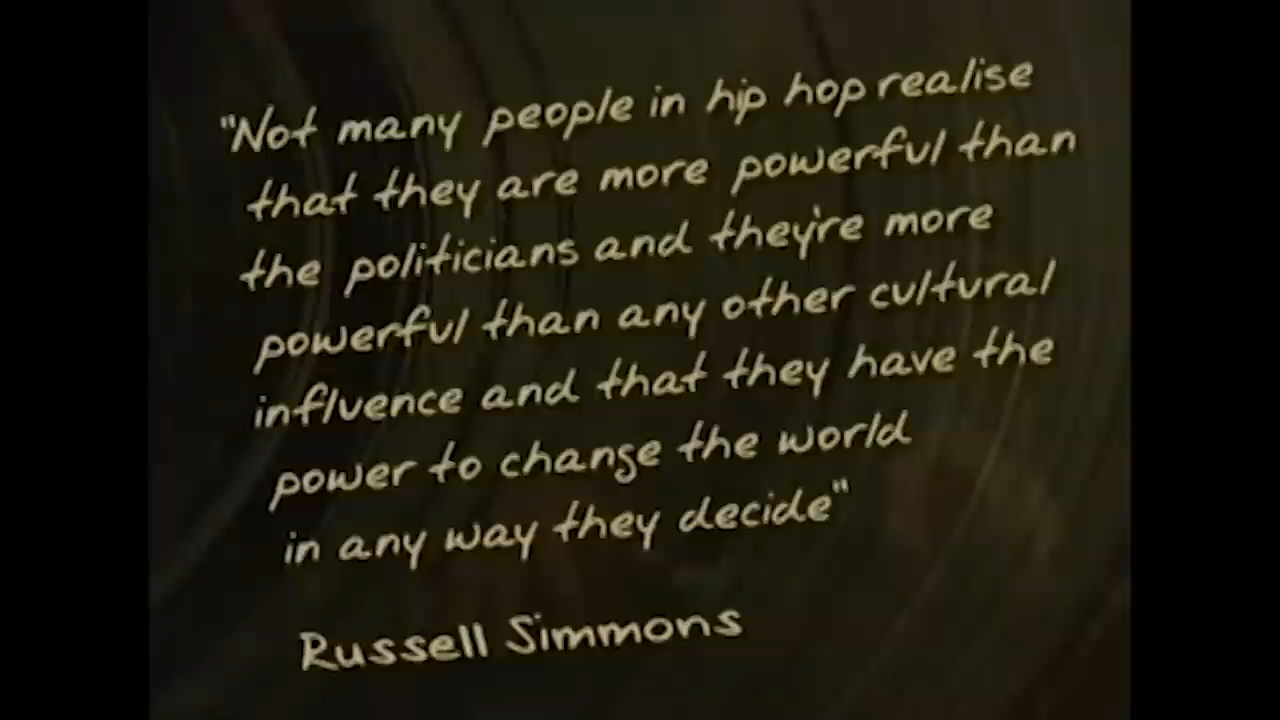 "Not many people in hip hop realise
that they are more powerful than
the politicians and they're more
powerful than any other cultural
influence and that they have the
power to change the world
in any way they decide"
Russell Simmons